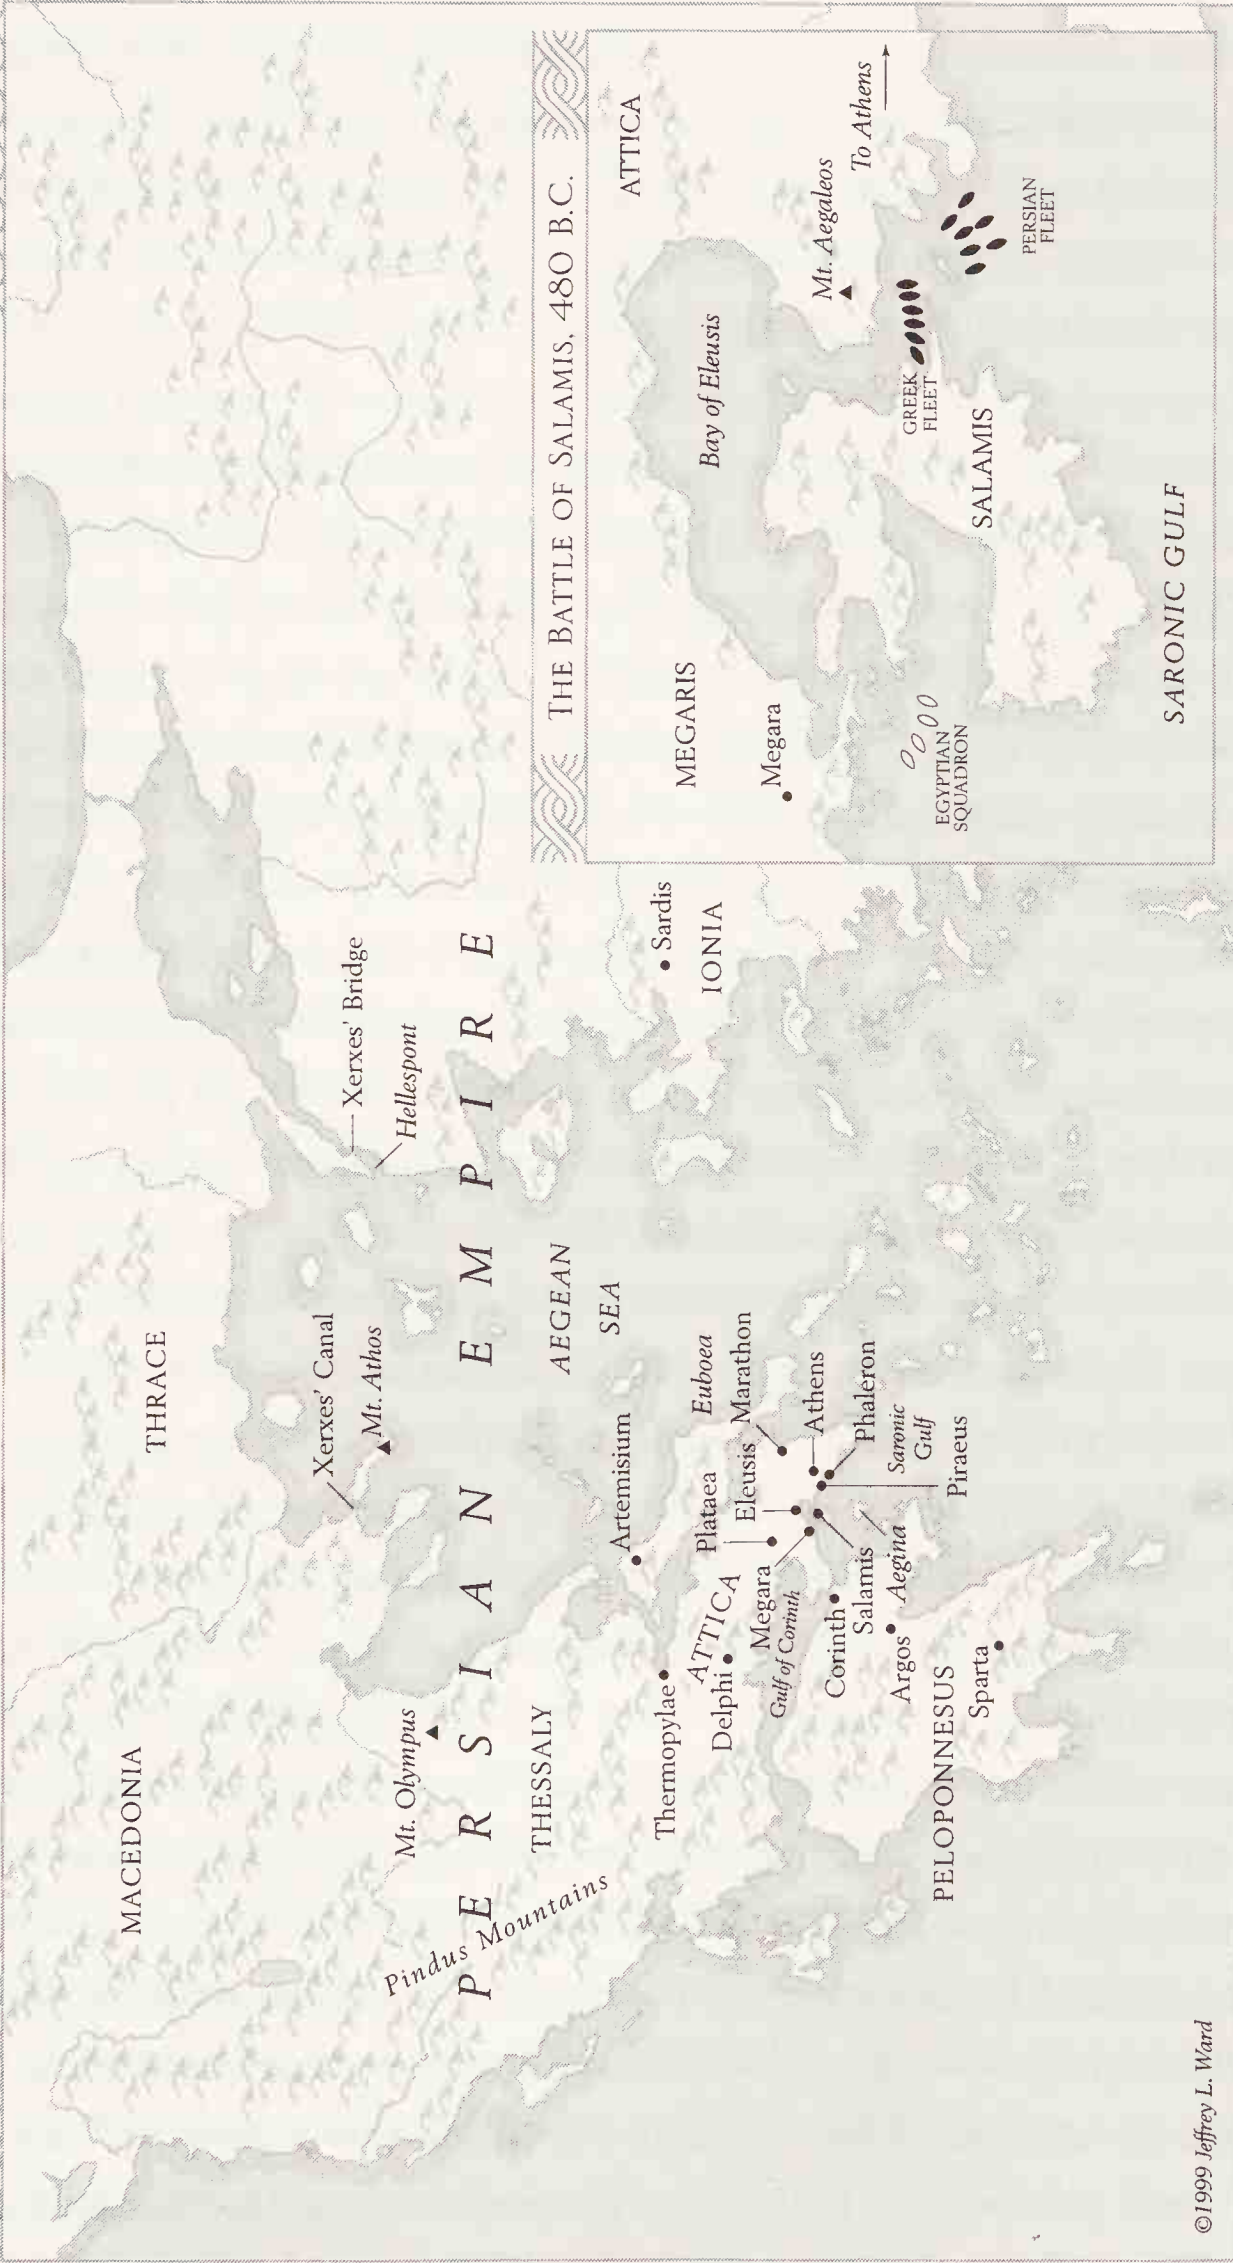 MACEDONIA
THRACE
Xerxes' Canal
Mt. Athos
Xerxes' Bridge
Hellespont
Mt. Olympus
PERSIAN EMPIRE
Pindus Mountains
THESSALY
AEGEAN
SEA
Artemisium
Thermopylae
Sardis
IONIA
Euboea
Marathon
Plataea
Eleusis
ATTICA
Delphi
Megara
Gulf of Corinth
Athens
Phaleron
Saronic
Gulf
Piraeus
Corinth
Salamis
Aegina
Argos
PELOPONNESUS
Sparta
THE BATTLE OF SALAMIS, 480 B.C.
ATTICA
To Athens
Mt. Aegaleos
Bay of Eleusis
MEGARIS
Megara
GREEK
FLEET
PERSIAN
FLEET
SALAMIS
EGYPTIAN
SQUADRON
SARONIC GULF
©1999 Jeffrey L. Ward